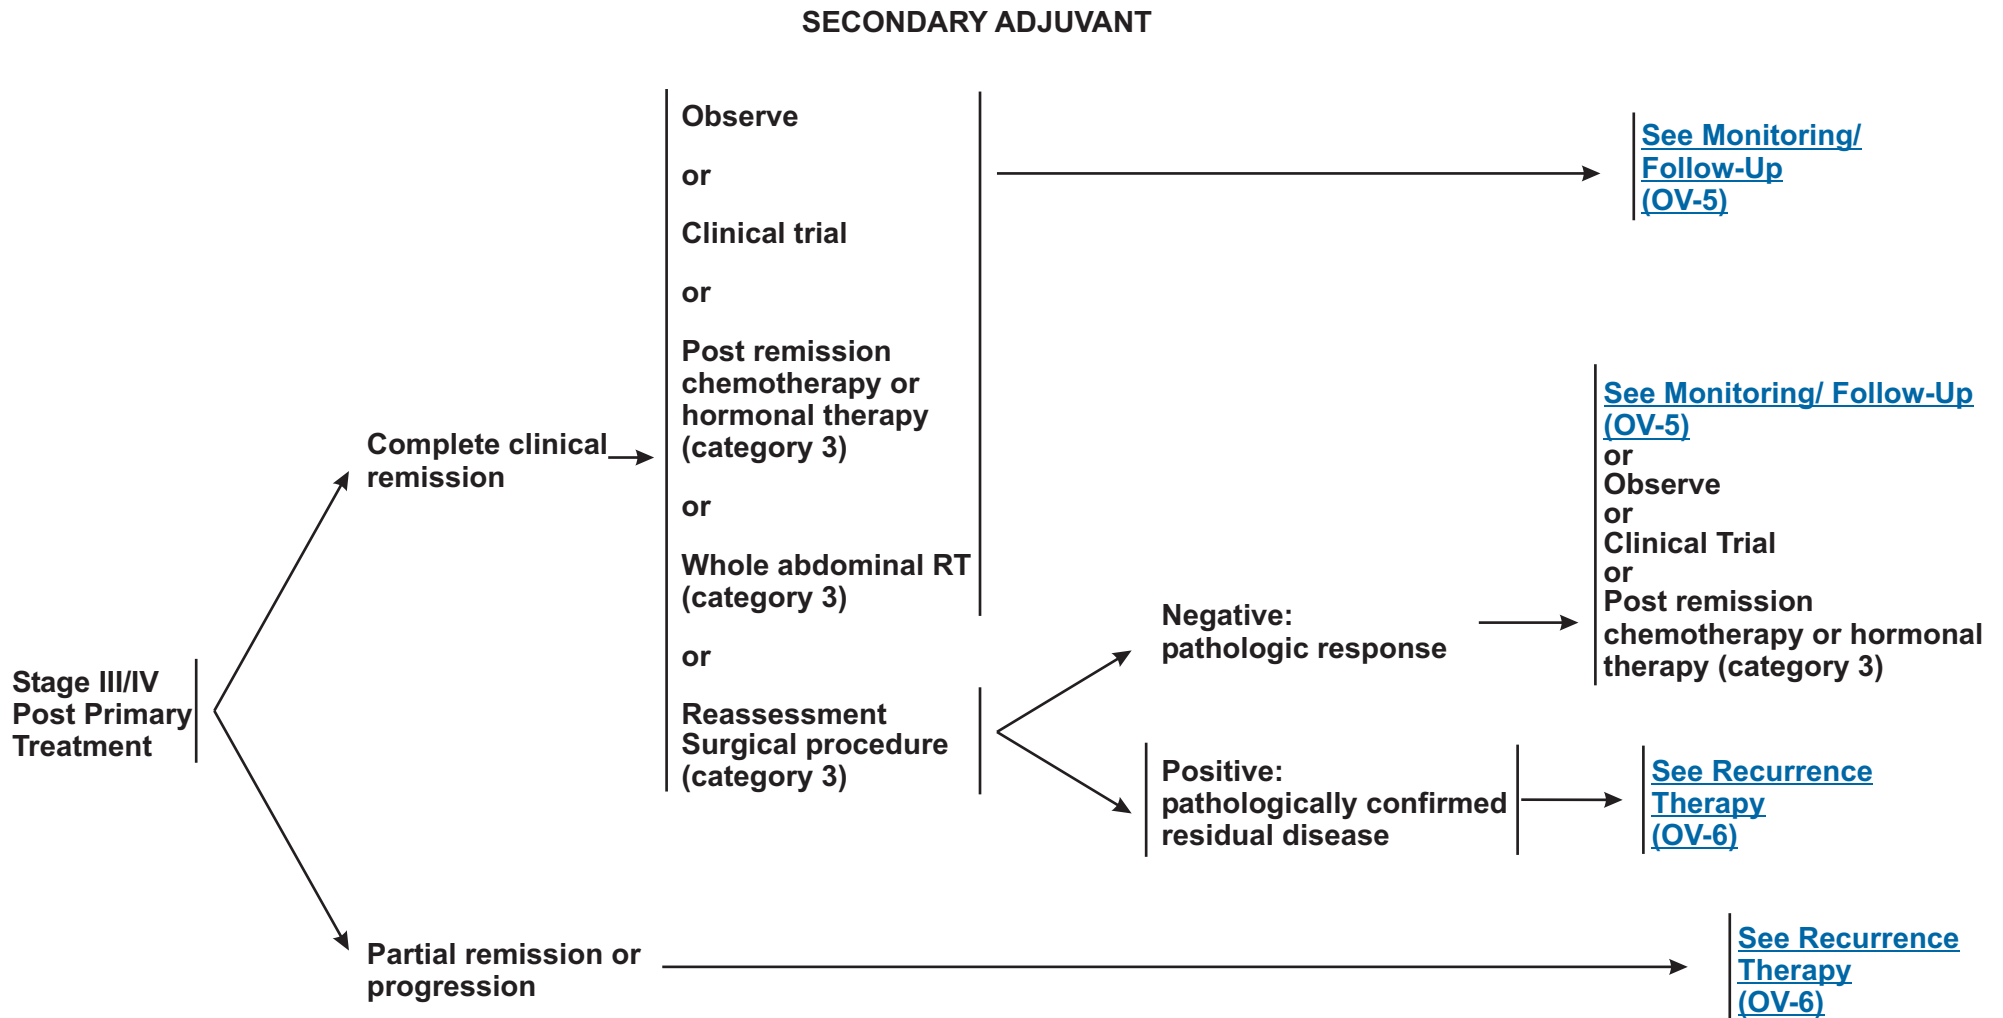 SECONDARY ADJUVANT
Stage III/IV
Post Primary
Treatment
Complete clinical
remission
Observe
or
Clinical trial
or
Post remission
chemotherapy or
hormonal therapy
(category 3)
or
Whole abdominal RT
(category 3)
or
Reassessment
Surgical procedure
(category 3)
See Monitoring/
Follow-Up
(OV-5)
Negative:
pathologic response
See Monitoring/ Follow-Up
(OV-5)
or
Observe
or
Clinical Trial
or
Post remission
chemotherapy or hormonal
therapy (category 3)
Positive:
pathologically confirmed
residual disease
See Recurrence
Therapy
(OV-6)
Partial remission or
progression
See Recurrence
Therapy
(OV-6)